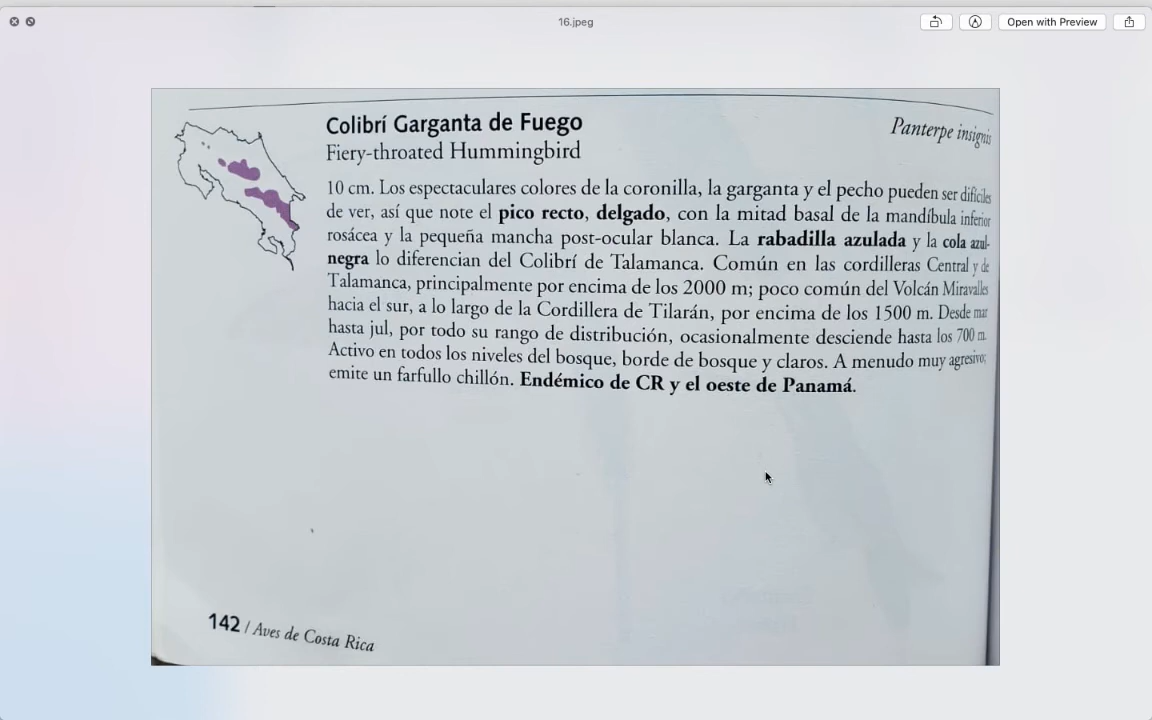 16.jpeg
Open with Preview
Colibrí Garganta de Fuego
Panterpe insignis
Fiery-throated Hummingbird
10 cm. Los espectaculares colores de la coronilla, la garganta y el pecho pueden ser difíciles
de ver, así que note el pico recto, delgado, con la mitad basal de la mandíbula inferior
rosácea y la pequeña mancha post-ocular blanca. La rabadilla azulada y la cola azul-
negra lo diferencian del Colibrí de Talamanca. Común en las cordilleras Central y de
Talamanca, principalmente por encima de los 2000 m; poco común del Volcán Miravalles
hacia el sur, a lo largo de la Cordillera de Tilarán, por encima de los 1500 m. Desde mar
hasta jul, por todo su rango de distribución, ocasionalmente desciende hasta los 700 m.
Activo en todos los niveles del bosque, borde de bosque y claros. A menudo muy agresivo;
emite un farfullo chillón. Endémico de CR y el oeste de Panamá.
142 / Aves de Costa Rica